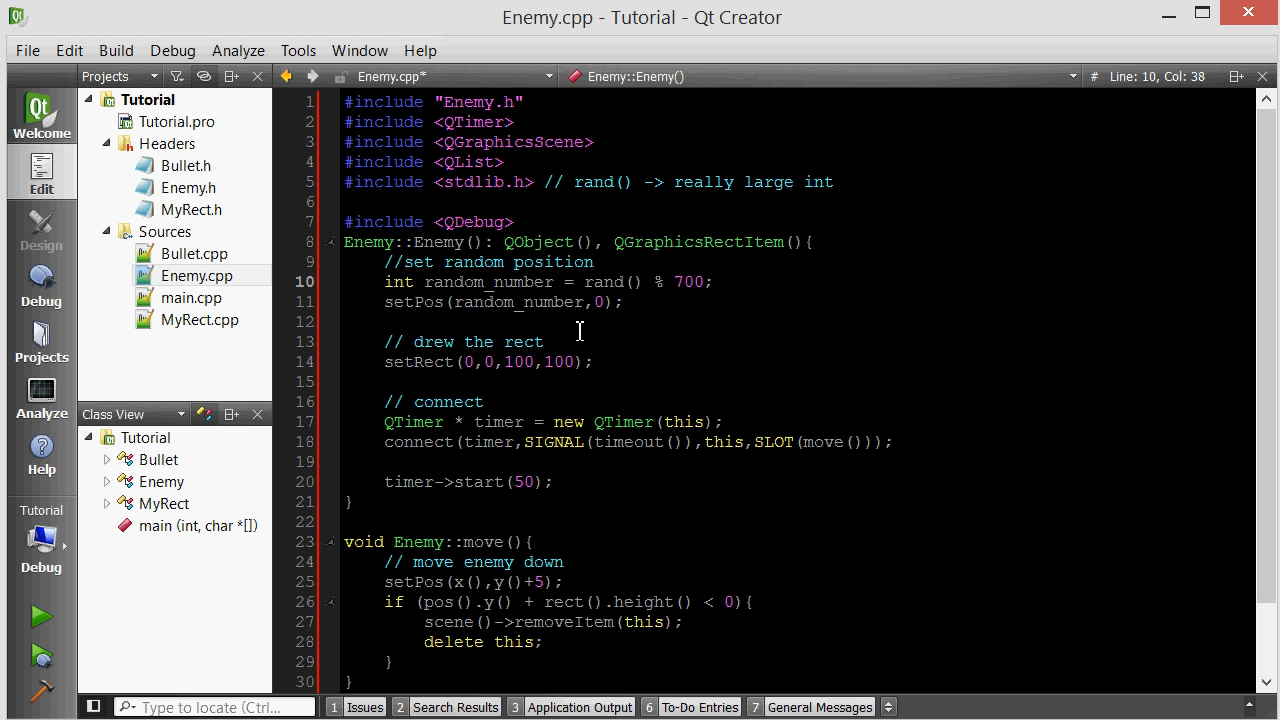 Enemy.cpp - Tutorial - Qt Creator
File Edit Build Debug Analyze Tools Window Help
Projects Enemy.cpp* Enemy::Enemy() # Line: 10, Col: 38
Qt
Welcome
Edit
Design
Debug
Projects
Analyze
Help
Tutorial
Debug
Tutorial
Tutorial.pro
Headers
Bullet.h
Enemy.h
MyRect.h
Sources
Bullet.cpp
Enemy.cpp
main.cpp
MyRect.cpp
Class View
Tutorial
Bullet
Enemy
MyRect
main (int, char *[])
1 #include "Enemy.h"
2 #include <QTimer>
3 #include <QGraphicsScene>
4 #include <QList>
5 #include <stdlib.h> // rand() -> really large int
6
7 #include <QDebug>
8 Enemy::Enemy(): QObject(), QGraphicsRectItem(){
9 //set random position
10 int random_number = rand() % 700;
11 setPos(random_number,0);
12
13 // drew the rect
14 setRect(0,0,100,100);
15
16 // connect
17 QTimer * timer = new QTimer(this);
18 connect(timer,SIGNAL(timeout()),this,SLOT(move()));
19
20 timer->start(50);
21 }
22
23 void Enemy::move(){
24 // move enemy down
25 setPos(x(),y()+5);
26 if (pos().y() + rect().height() < 0){
27 scene()->removeItem(this);
28 delete this;
29 }
30 }
Type to locate (Ctrl... 1 Issues 2 Search Results 3 Application Output 6 To-Do Entries 7 General Messages